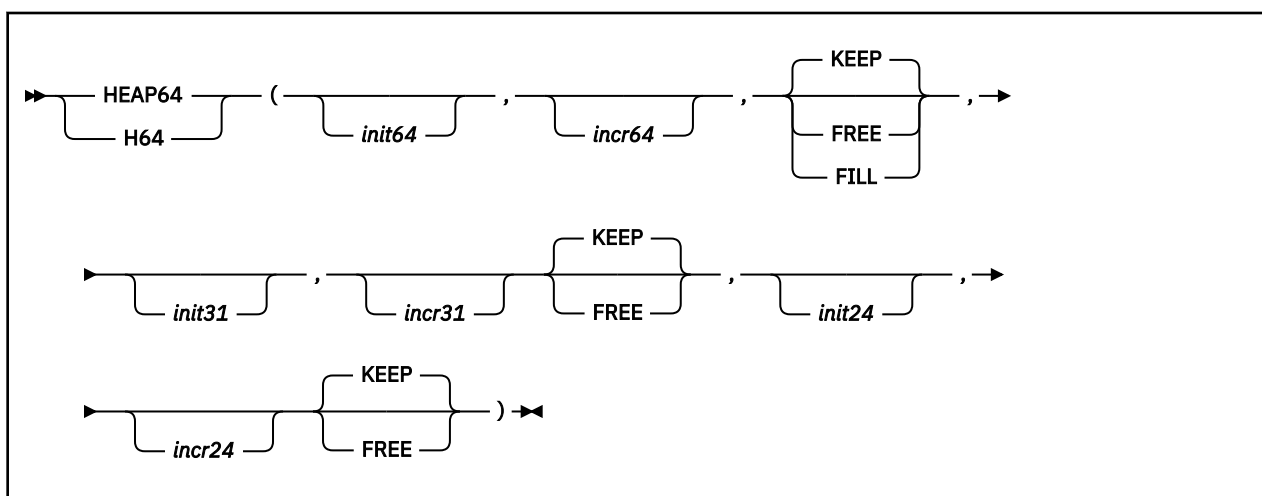 KEEP
HEAP64 ( , , ,
H64 init64 incr64 FREE
FILL
KEEP
, , ,
init31 incr31 FREE init24
KEEP
)
incr24 FREE